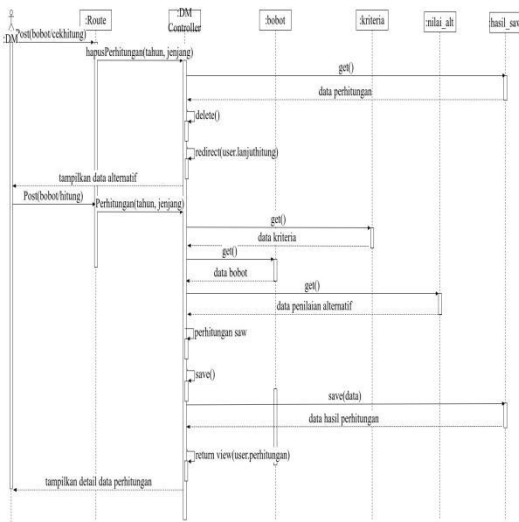 :DM
:Route
:DM
Controller
:bobot
:kriteria
:nilai_alt
:hasil_saw
Post(bobot/cekhitung)
hapusPerhitungan(tahun, jenjang)
get()
data perhitungan
delete()
redirect(user.lanjuthitung)
tampilkan data alternatif
Post(bobot/hitung)
Perhitungan(tahun, jenjang)
get()
data kriteria
get()
data bobot
get()
data penilaian alternatif
perhitungan saw
save()
save(data)
data hasil perhitungan
return view(user.perhitungan)
tampilkan detail data perhitungan